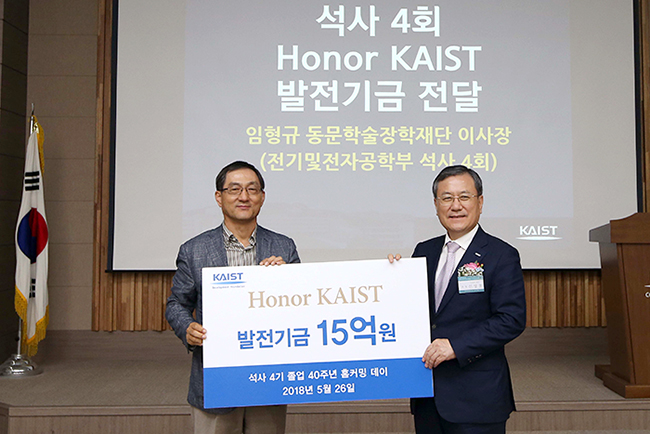 석사 4회
Honor KAIST
발전기금 전달
임형규 동문학술장학재단 이사장
(전기및전자공학부 석사 4회)
KAIST
KAIST
Honor KAIST
발전기금 15억원
석사 4기 졸업 40주년 홈커밍 데이
2018년 5월 26일